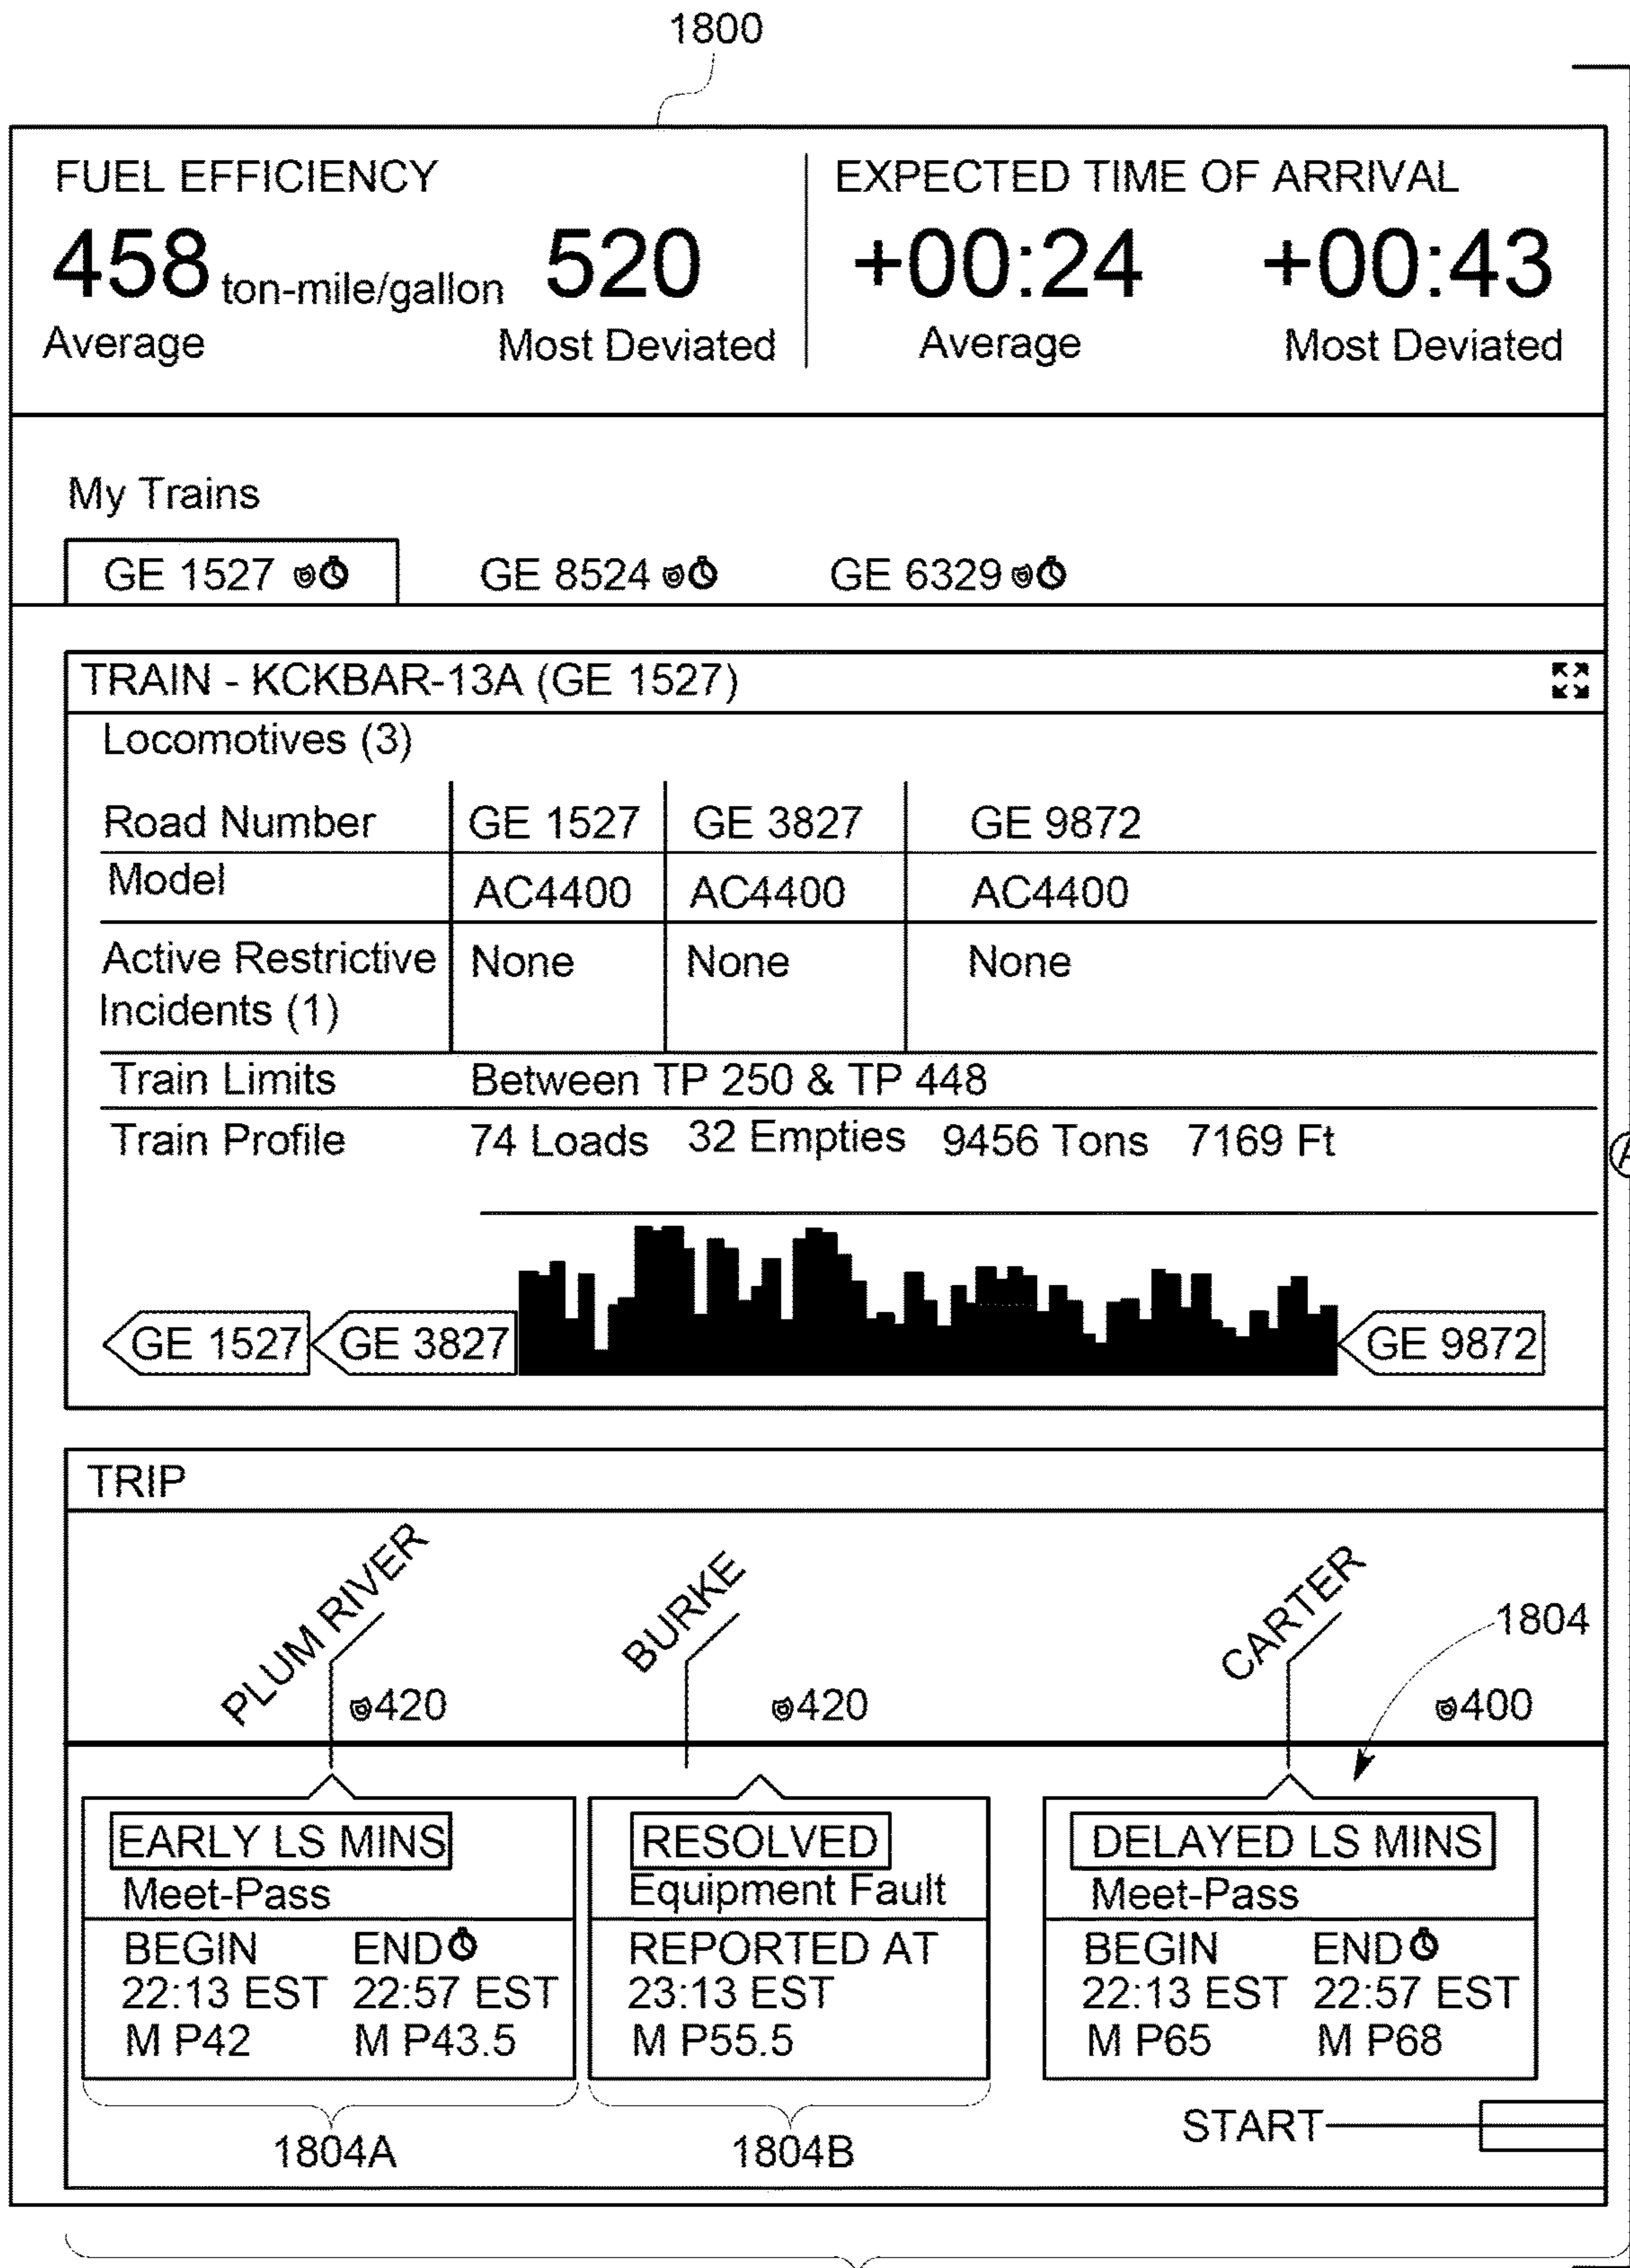 1800
FUEL EFFICIENCY
458 ton-mile/gallon 520
Average Most Deviated
EXPECTED TIME OF ARRIVAL
+00:24 +00:43
Average Most Deviated
My Trains
GE 1527 GE 8524 GE 6329
TRAIN - KCKBAR-13A (GE 1527)
Locomotives (3)
Road Number GE 1527 GE 3827 GE 9872
Model AC4400 AC4400 AC4400
Active Restrictive None None None
Incidents (1)
Train Limits Between TP 250 & TP 448
Train Profile 74 Loads 32 Empties 9456 Tons 7169 Ft
A
GE 1527 GE 3827 GE 9872
TRIP
PLUM RIVER BURKE CARTER
1804
420 420 400
EARLY LS MINS
Meet-Pass
BEGIN END
22:13 EST 22:57 EST
M P42 M P43.5
RESOLVED
Equipment Fault
REPORTED AT
23:13 EST
M P55.5
DELAYED LS MINS
Meet-Pass
BEGIN END
22:13 EST 22:57 EST
M P65 M P68
START
1804A 1804B